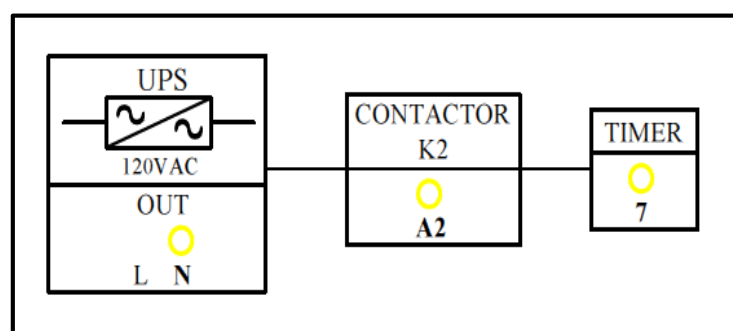 UPS
120VAC
OUT
L N
CONTACTOR
K2
A2
TIMER
7